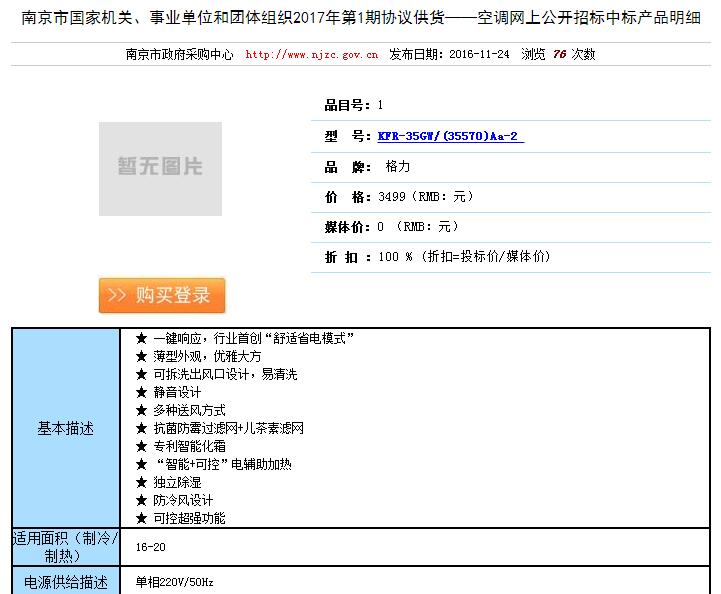 南京市国家机关、事业单位和团体组织2017年第1期协议供货——空调网上公开招标中标产品明细
南京市政府采购中心 http://www.njzc.gov.cn 发布日期：2016-11-24 浏览 76 次数
暂无图片
品目号：1
型 号：KFR-35GW/(35570)Aa-2
品 牌： 格力
价 格：3499（RMB：元）
媒体价：0 （RMB：元）
折 扣 ：100 % (折扣=投标价/媒体价)
>> 购买登录
基本描述
★ 一键响应，行业首创“舒适省电模式”
★ 薄型外观，优雅大方
★ 可拆洗出风口设计，易清洗
★ 静音设计
★ 多种送风方式
★ 抗菌防霉过滤网+儿茶素滤网
★ 专利智能化霜
★ “智能+可控”电辅助加热
★ 独立除湿
★ 防冷风设计
★ 可控超强功能
适用面积（制冷/
制热）
16-20
电源供给描述
单相220V/50Hz